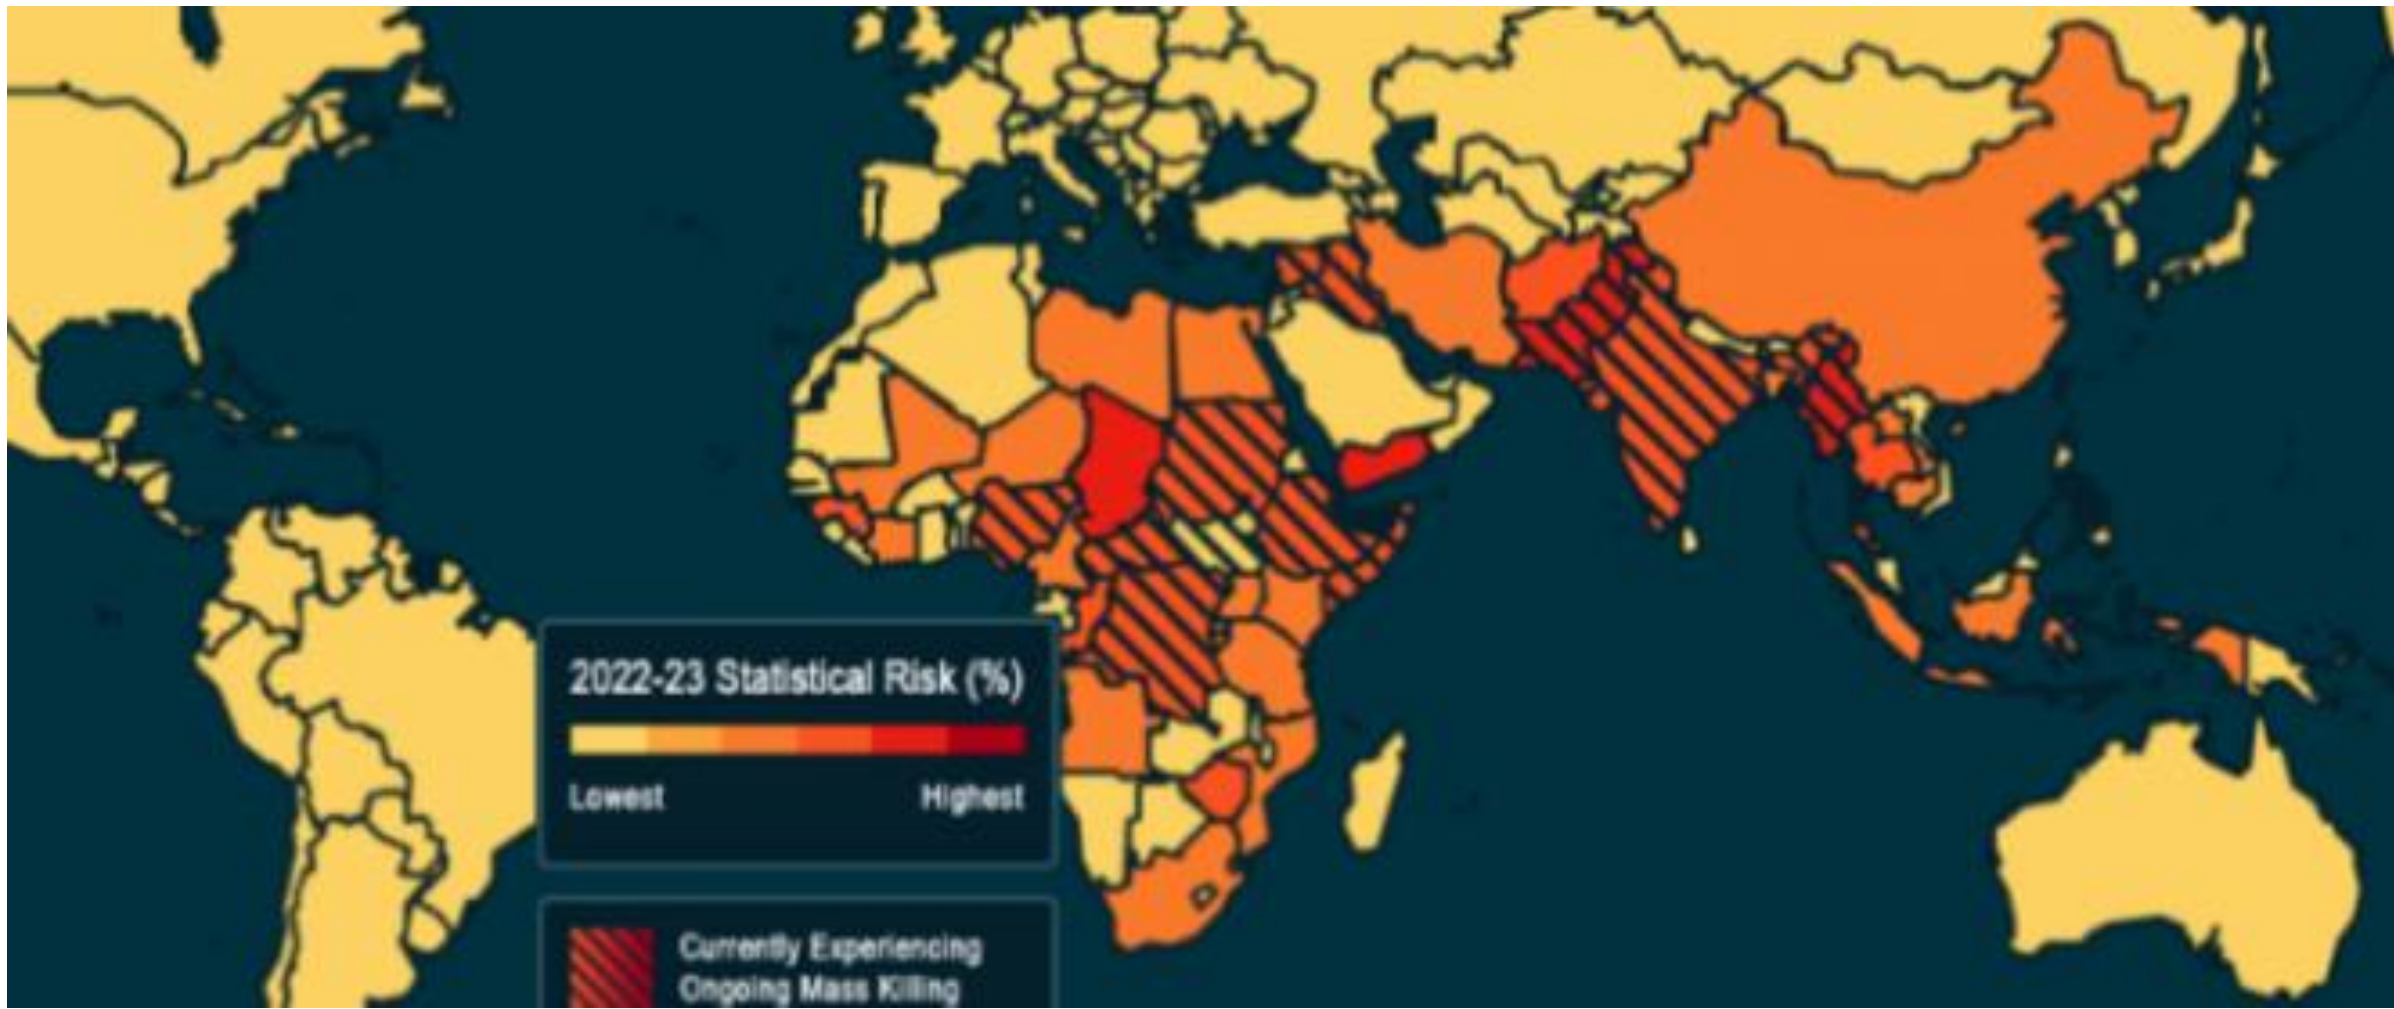 2022-23 Statistical Risk (%)
Lowest Highest
Currently Experiencing
Ongoing Mass Killing